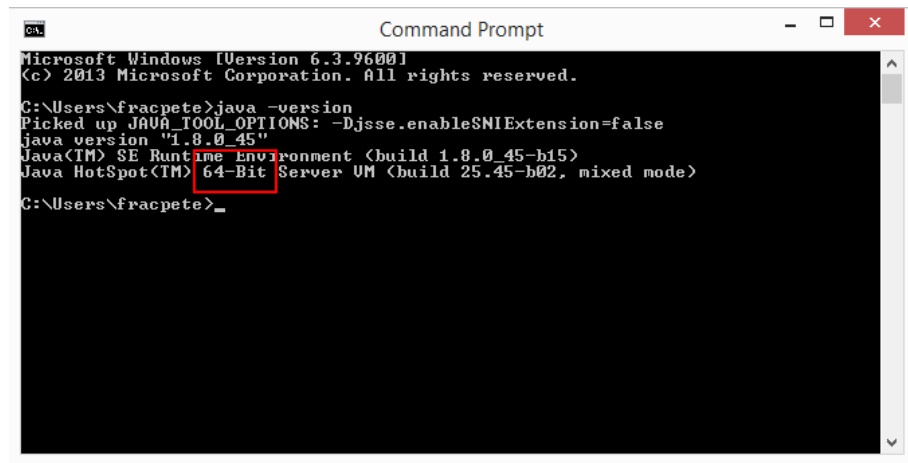 Command Prompt
Microsoft Windows [Version 6.3.9600]
(c) 2013 Microsoft Corporation. All rights reserved.
C:\Users\fracpete>java -version
Picked up JAVA_TOOL_OPTIONS: -Djsse.enableSNIExtension=false
java version "1.8.0_45"
Java(TM) SE Runtime Environment (build 1.8.0_45-b15)
Java HotSpot(TM) 64-Bit Server VM (build 25.45-b02, mixed mode)
C:\Users\fracpete>_